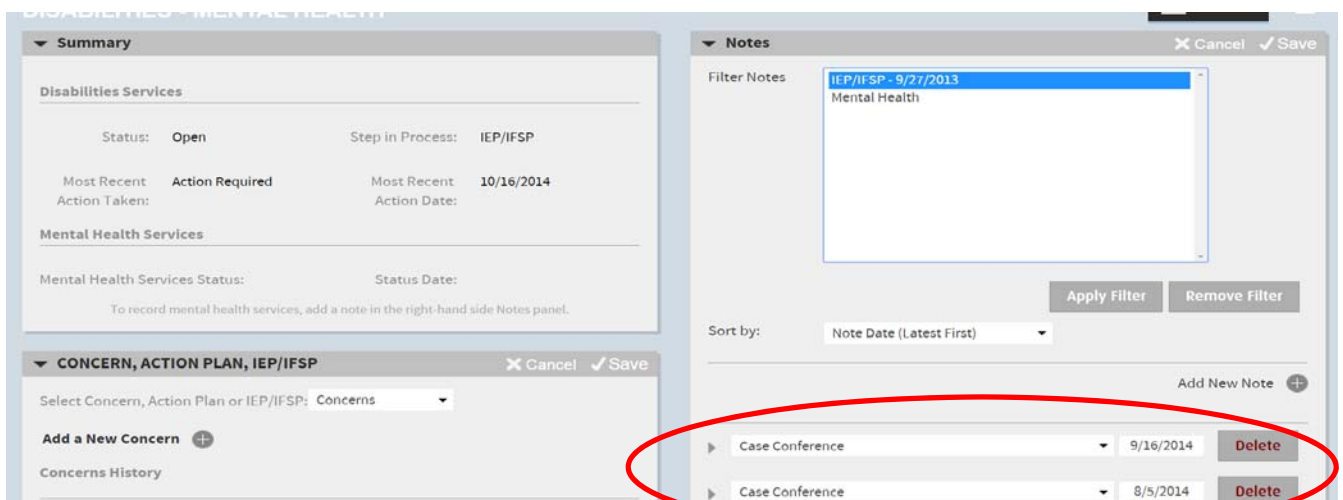 DISABILITIES - MENTAL HEALTH
Summary
Disabilities Services
Status: Open Step in Process: IEP/IFSP
Most Recent Action Taken: Action Required Most Recent Action Date: 10/16/2014
Mental Health Services
Mental Health Services Status: Status Date:
To record mental health services, add a note in the right-hand side Notes panel.
CONCERN, ACTION PLAN, IEP/IFSP Cancel Save
Select Concern, Action Plan or IEP/IFSP: Concerns
Add a New Concern
Concerns History
Notes Cancel Save
Filter Notes IEP/IFSP - 9/27/2013
Mental Health
Apply Filter Remove Filter
Sort by: Note Date (Latest First)
Add New Note
Case Conference 9/16/2014 Delete
Case Conference 8/5/2014 Delete